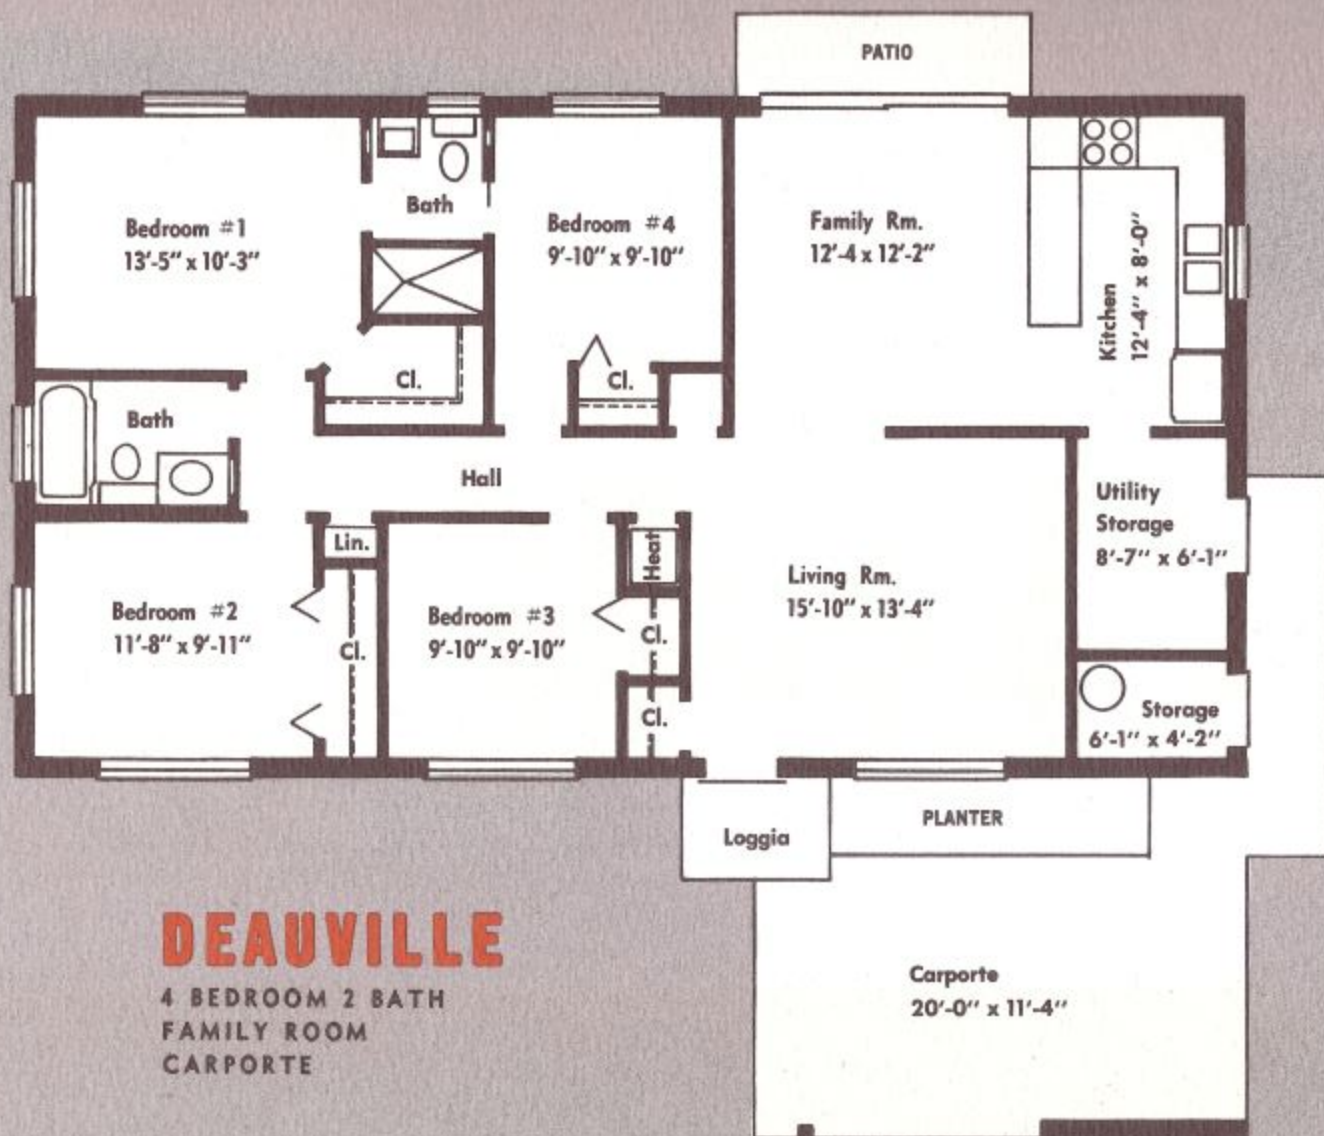 PATIO
Bedroom #1
13'-5" x 10'-3"
Bath
Bedroom #4
9'-10" x 9'-10"
Family Rm.
12'-4 x 12'-2"
Kitchen
12'-4" x 8'-0"
Cl.
Cl.
Bath
Hall
Utility
Storage
8'-7" x 6'-1"
Lin.
Heat
Living Rm.
15'-10" x 13'-4"
Bedroom #2
11'-8" x 9'-11"
Cl.
Bedroom #3
9'-10" x 9'-10"
Cl.
Cl.
Storage
6'-1" x 4'-2"
Loggia
PLANTER
DEAUVILLE
4 BEDROOM 2 BATH
FAMILY ROOM
CARPORTE
Carporte
20'-0" x 11'-4"